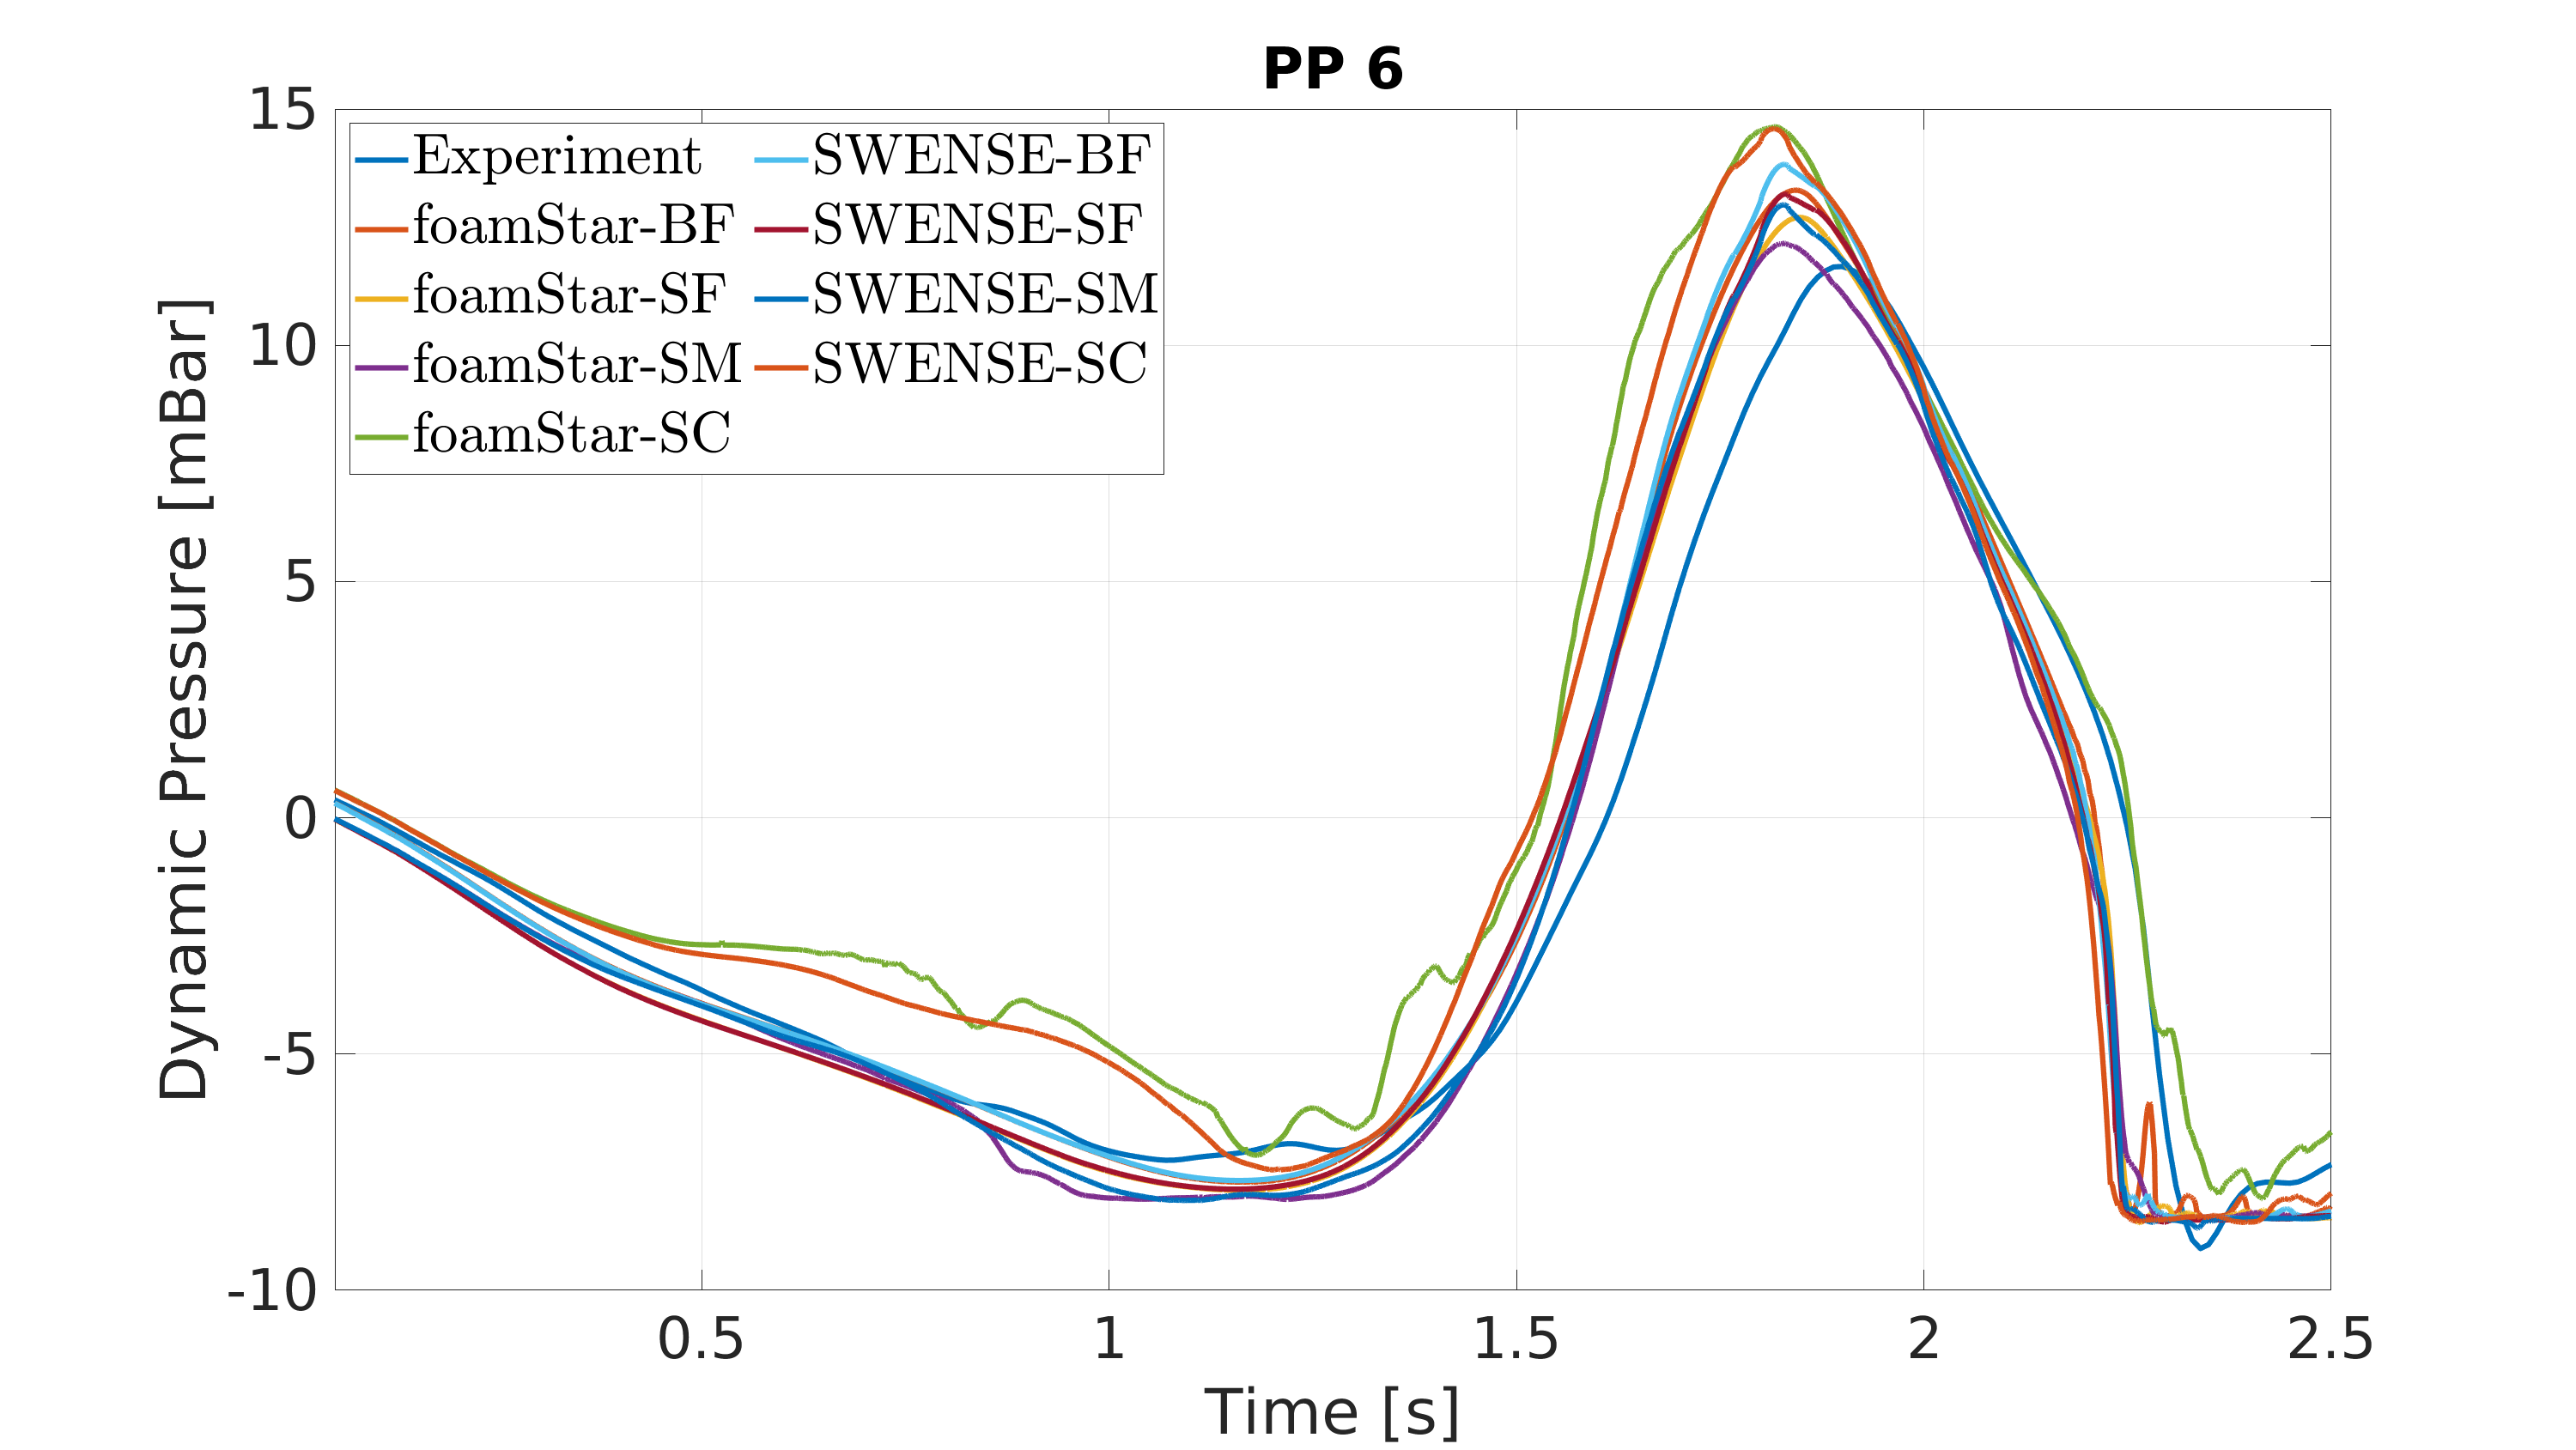 PP 6
15
10
5
0
-5
-10
Dynamic Pressure [mBar]
Experiment
foamStar-BF
foamStar-SF
foamStar-SM
foamStar-SC
SWENSE-BF
SWENSE-SF
SWENSE-SM
SWENSE-SC
0.5
1
1.5
2
2.5
Time [s]